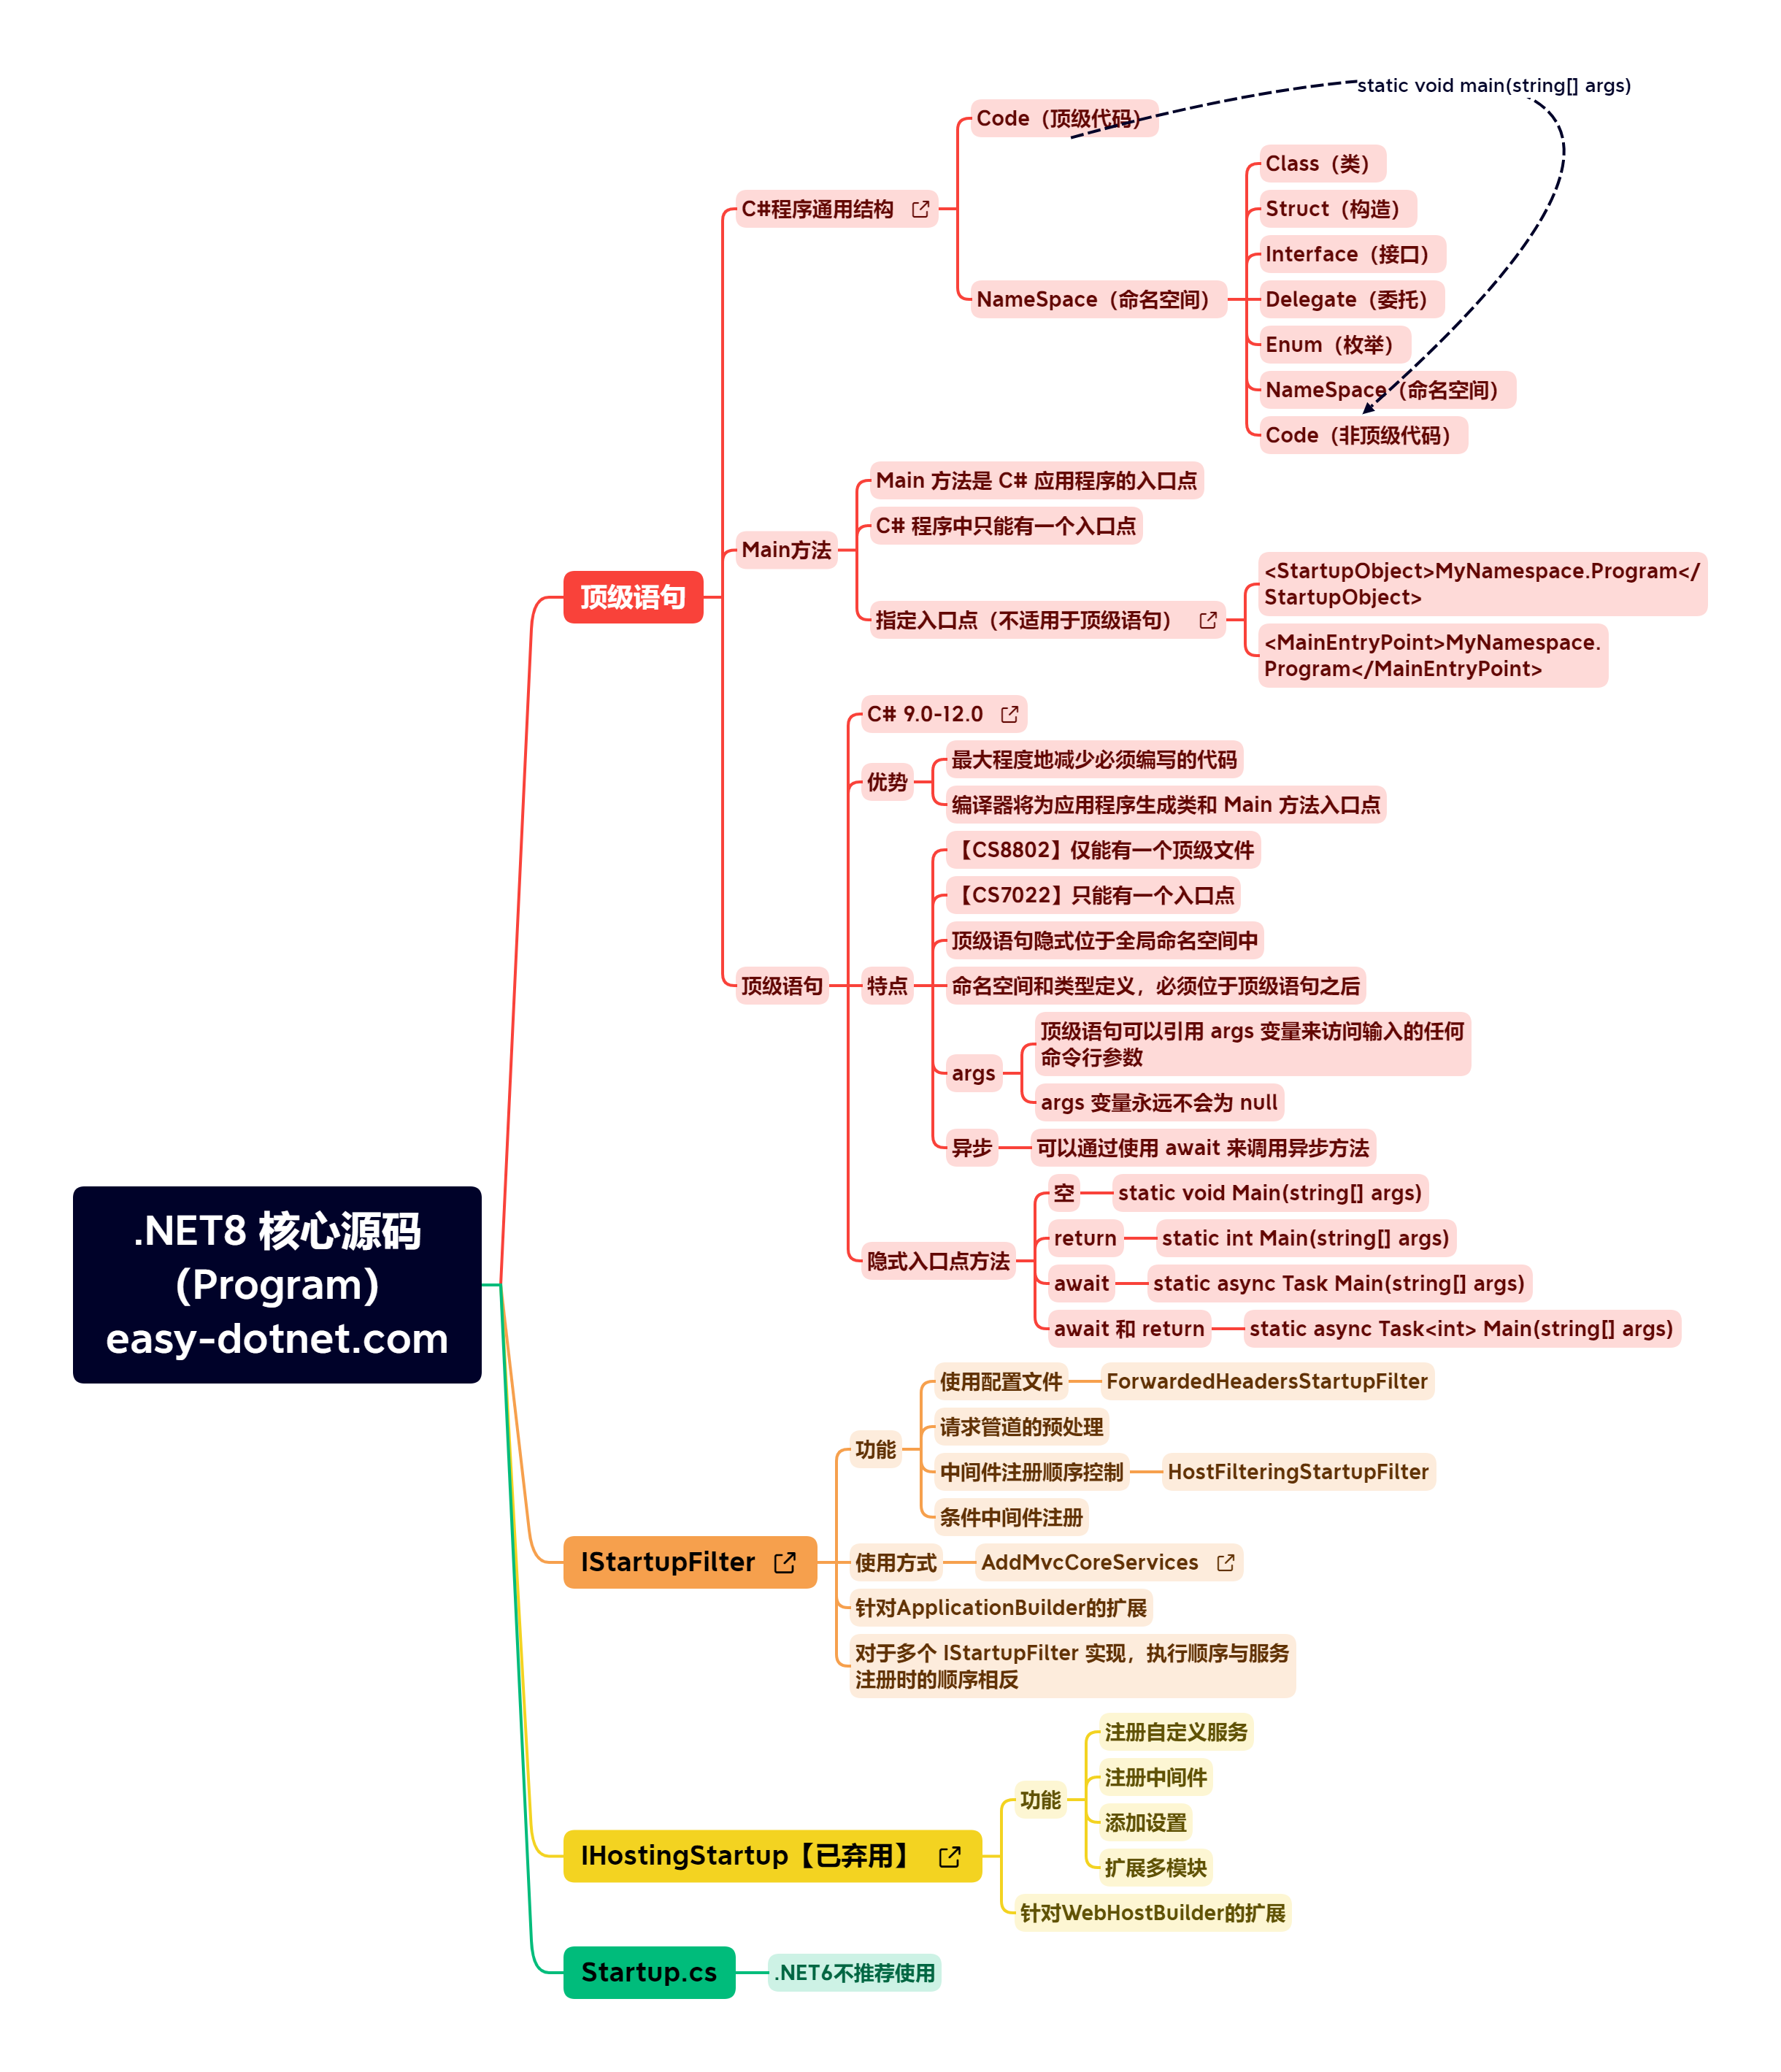 static void main(string[] args)
Code（顶级代码）
Class（类）
C#程序通用结构
Struct（构造）
Interface（接口）
NameSpace（命名空间）
Delegate（委托）
Enum（枚举）
NameSpace（命名空间）
Code（非顶级代码）
Main 方法是 C# 应用程序的入口点
C# 程序中只能有一个入口点
Main方法
<StartupObject>MyNamespace.Program</
StartupObject>
顶级语句
指定入口点（不适用于顶级语句）
<MainEntryPoint>MyNamespace.
Program</MainEntryPoint>
C# 9.0-12.0
最大程度地减少必须编写的代码
优势
编译器将为应用程序生成类和 Main 方法入口点
【CS8802】仅能有一个顶级文件
【CS7022】只能有一个入口点
顶级语句隐式位于全局命名空间中
顶级语句
特点
命名空间和类型定义，必须位于顶级语句之后
顶级语句可以引用 args 变量来访问输入的任何
命令行参数
args
args 变量永远不会为 null
异步
可以通过使用 await 来调用异步方法
空
static void Main(string[] args)
return
static int Main(string[] args)
隐式入口点方法
await
static async Task Main(string[] args)
await 和 return
static async Task<int> Main(string[] args)
.NET8 核心源码
(Program)
easy-dotnet.com
使用配置文件
ForwardedHeadersStartupFilter
请求管道的预处理
功能
中间件注册顺序控制
HostFilteringStartupFilter
条件中间件注册
IStartupFilter
使用方式
AddMvcCoreServices
针对ApplicationBuilder的扩展
对于多个 IStartupFilter 实现，执行顺序与服务
注册时的顺序相反
注册自定义服务
注册中间件
功能
添加设置
IHostingStartup【已弃用】
扩展多模块
针对WebHostBuilder的扩展
Startup.cs
.NET6不推荐使用